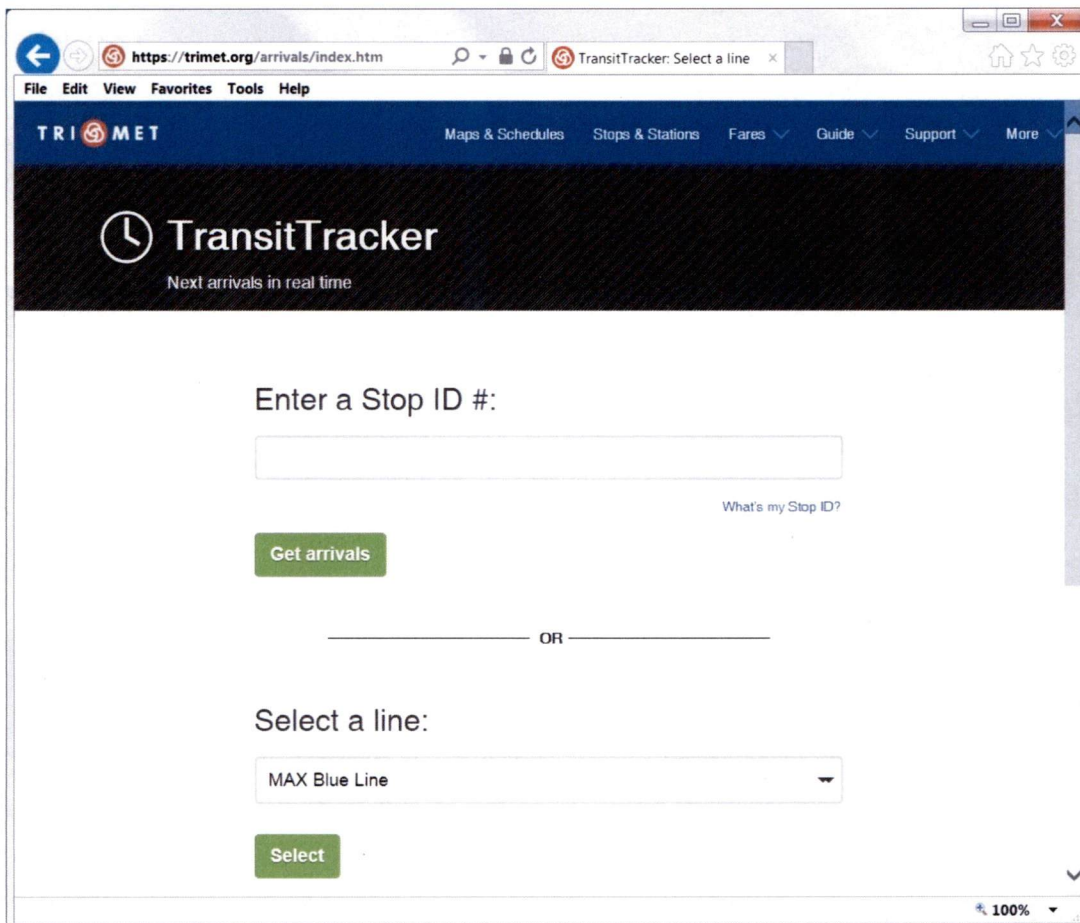 https://trimet.org/arrivals/index.htm TransitTracker: Select a line
File Edit View Favorites Tools Help
TRI MET Maps & Schedules Stops & Stations Fares Guide Support More
TransitTracker
Next arrivals in real time
Enter a Stop ID #:
What's my Stop ID?
Get arrivals
OR
Select a line:
MAX Blue Line
Select
100%